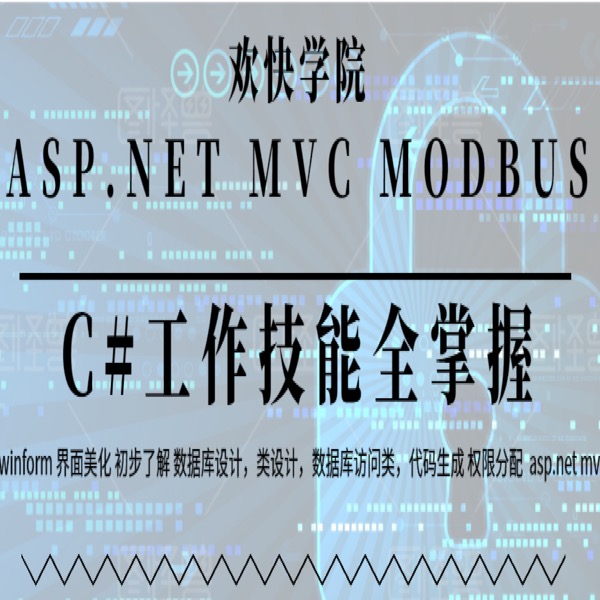 欢快学院
ASP.NET MVC MODBUS
C#工作技能全掌握
winform 界面美化 初步了解 数据库设计，类设计，数据库访问类，代码生成 权限分配 asp.net mv